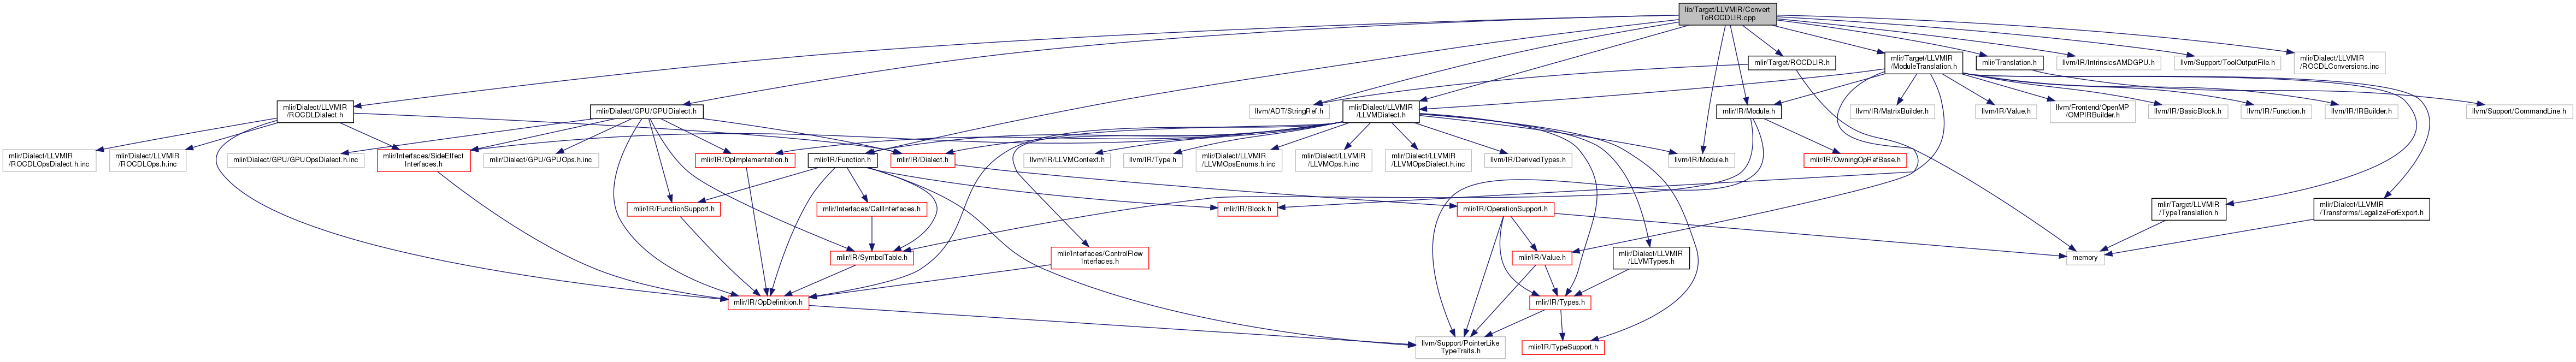 lib/Target/LLVMIR/Convert
ToROCDLIR.cpp
mlir/Target/LLVMIR
/ModuleTranslation.h
mlir/Target/ROCDLIR.h
mlir/Translation.h
llvm/IR/IntrinsicsAMDGPU.h
llvm/Support/ToolOutputFile.h
mlir/Dialect/LLVMIR
/ROCDLConversions.inc
mlir/Dialect/LLVMIR
/ROCDLDialect.h
mlir/Dialect/GPU/GPUDialect.h
llvm/ADT/StringRef.h
mlir/Dialect/LLVMIR
/LLVMDialect.h
mlir/IR/Module.h
llvm/IR/MatrixBuilder.h
llvm/IR/Value.h
llvm/Frontend/OpenMP
/OMPIRBuilder.h
llvm/IR/BasicBlock.h
llvm/IR/Function.h
llvm/IR/IRBuilder.h
llvm/Support/CommandLine.h
mlir/Dialect/LLVMIR
/ROCDLOpsDialect.h.inc
mlir/Dialect/LLVMIR
/ROCDLOps.h.inc
mlir/Dialect/GPU/GPUOpsDialect.h.inc
mlir/Interfaces/SideEffect
Interfaces.h
mlir/Dialect/GPU/GPUOps.h.inc
mlir/IR/OpImplementation.h
mlir/IR/Function.h
mlir/IR/Dialect.h
llvm/IR/LLVMContext.h
llvm/IR/Type.h
mlir/Dialect/LLVMIR
/LLVMOpsEnums.h.inc
mlir/Dialect/LLVMIR
/LLVMOps.h.inc
mlir/Dialect/LLVMIR
/LLVMOpsDialect.h.inc
llvm/IR/DerivedTypes.h
llvm/IR/Module.h
mlir/IR/OwningOpRefBase.h
mlir/IR/FunctionSupport.h
mlir/Interfaces/CallInterfaces.h
mlir/IR/Block.h
mlir/IR/OperationSupport.h
mlir/Target/LLVMIR
/TypeTranslation.h
mlir/Dialect/LLVMIR
/Transforms/LegalizeForExport.h
mlir/IR/SymbolTable.h
mlir/Interfaces/ControlFlow
Interfaces.h
mlir/IR/Value.h
mlir/Dialect/LLVMIR
/LLVMTypes.h
memory
mlir/IR/OpDefinition.h
mlir/IR/Types.h
llvm/Support/PointerLike
TypeTraits.h
mlir/IR/TypeSupport.h